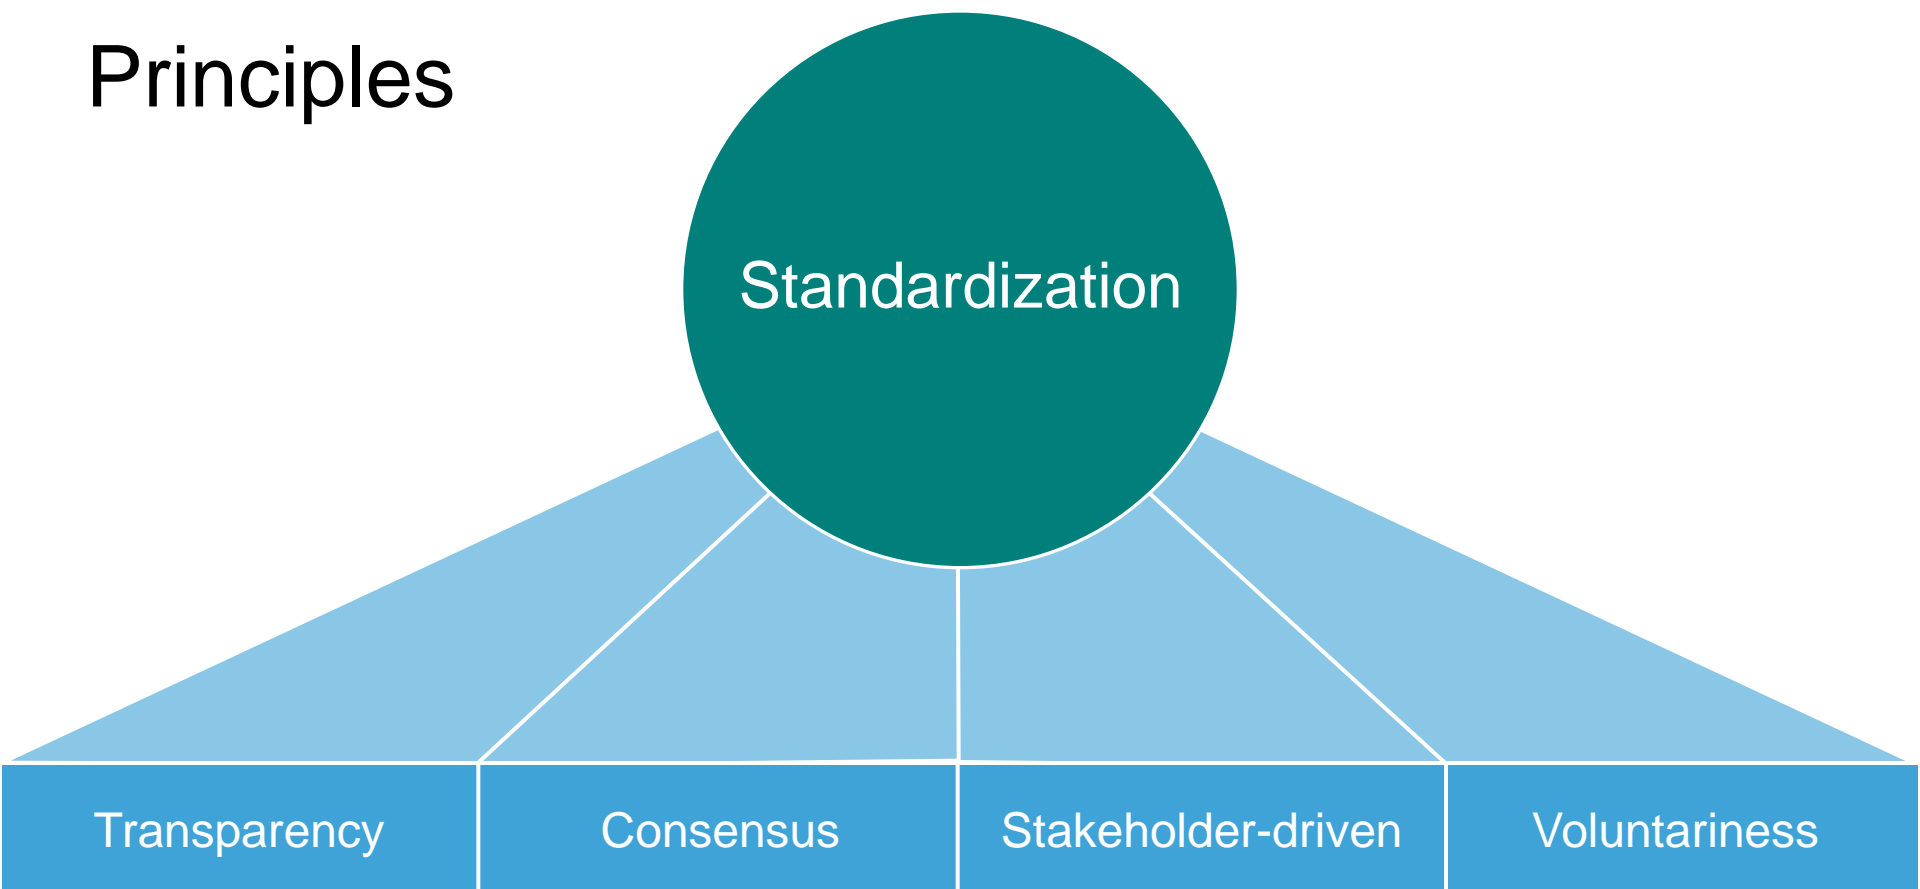 Principles
Standardization
Transparency
Consensus
Stakeholder-driven
Voluntariness